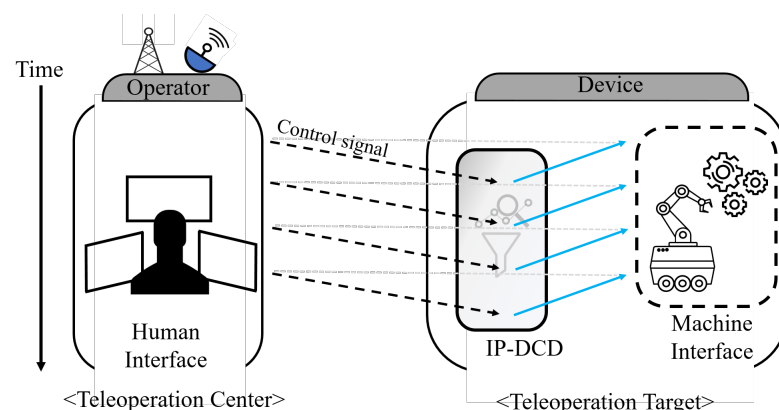 Time
Operator
Device
Control signal
Human
Interface
IP-DCD
Machine
Interface
<Teleoperation Center>
<Teleoperation Target>